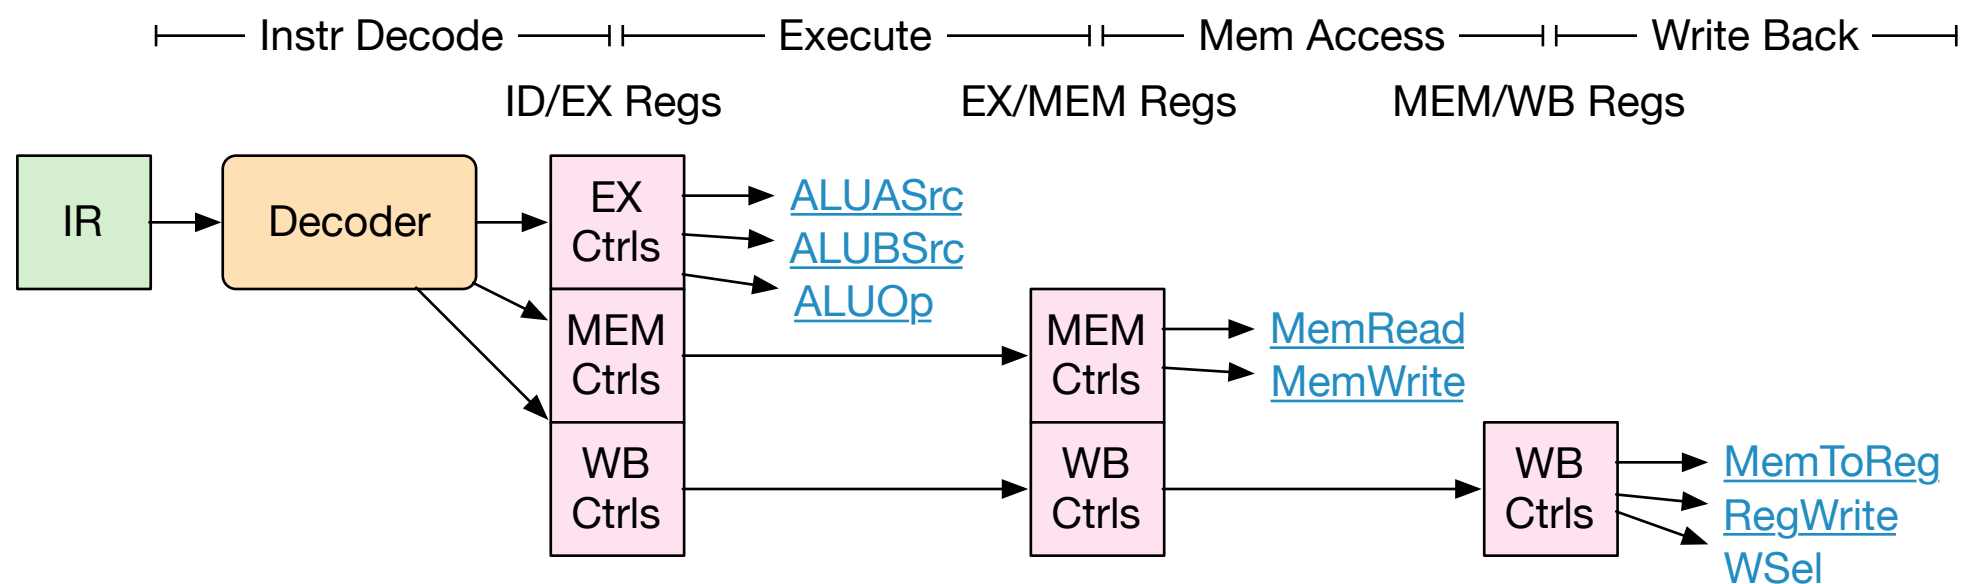 Instr Decode
Execute
Mem Access
Write Back
ID/EX Regs
EX/MEM Regs
MEM/WB Regs
IR
Decoder
EX
Ctrls
ALUASrc
ALUBSrc
ALUOp
MEM
Ctrls
MEM
Ctrls
MemRead
MemWrite
WB
Ctrls
WB
Ctrls
WB
Ctrls
MemToReg
RegWrite
WSel